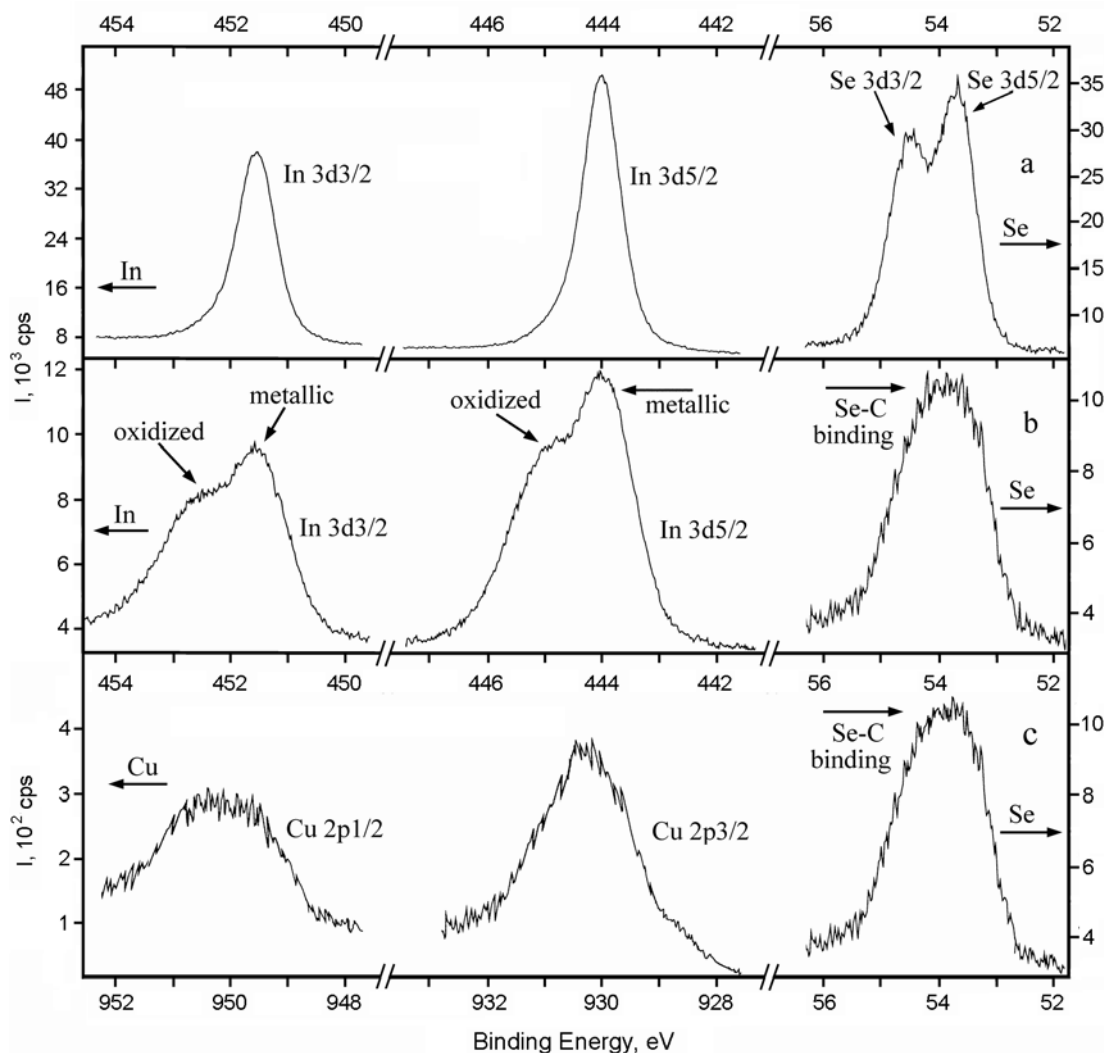 454 452 450 446 444 442 56 54 52
48 40 32 24 16 8
I, 10³ cps
In
In 3d3/2
In 3d5/2
Se 3d3/2
Se 3d5/2
a
Se
35 30 25 20 15 10
12 10 8 6 4
oxidized
metallic
In
In 3d3/2
oxidized
metallic
In 3d5/2
Se-C
binding
b
Se
10 8 6 4
454 452 450 446 444 442 56 54 52
4 3 2 1
I, 10² cps
Cu
Cu 2p1/2
Cu 2p3/2
Se-C
binding
c
Se
10 8 6 4
952 950 948 932 930 928 56 54 52
Binding Energy, eV